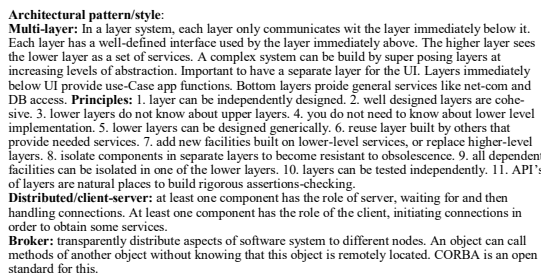 Architectural pattern/style:
Multi-layer: In a layer system, each layer only communicates wit the layer immediately below it.
Each layer has a well-defined interface used by the layer immediately above. The higher layer sees
the lower layer as a set of services. A complex system can be build by super posing layers at
increasing levels of abstraction. Important to have a separate layer for the UI. Layers immediately
below UI provide use-Case app functions. Bottom layers proide general services like net-com and
DB access. Principles: 1. layer can be independently designed. 2. well designed layers are cohe-
sive. 3. lower layers do not know about upper layers. 4. you do not need to know about lower level
implementation. 5. lower layers can be designed generically. 6. reuse layer built by others that
provide needed services. 7. add new facilities built on lower-level services, or replace higher-level
layers. 8. isolate components in separate layers to become resistant to obsolescence. 9. all dependent
facilities can be isolated in one of the lower layers. 10. layers can be tested independently. 11. API's
of layers are natural places to build rigorous assertions-checking.
Distributed/client-server: at least one component has the role of server, waiting for and then
handling connections. At least one component has the role of the client, initiating connections in
order to obtain some services.
Broker: transparently distribute aspects of software system to different nodes. An object can call
methods of another object without knowing that this object is remotely located. CORBA is an open
standard for this.